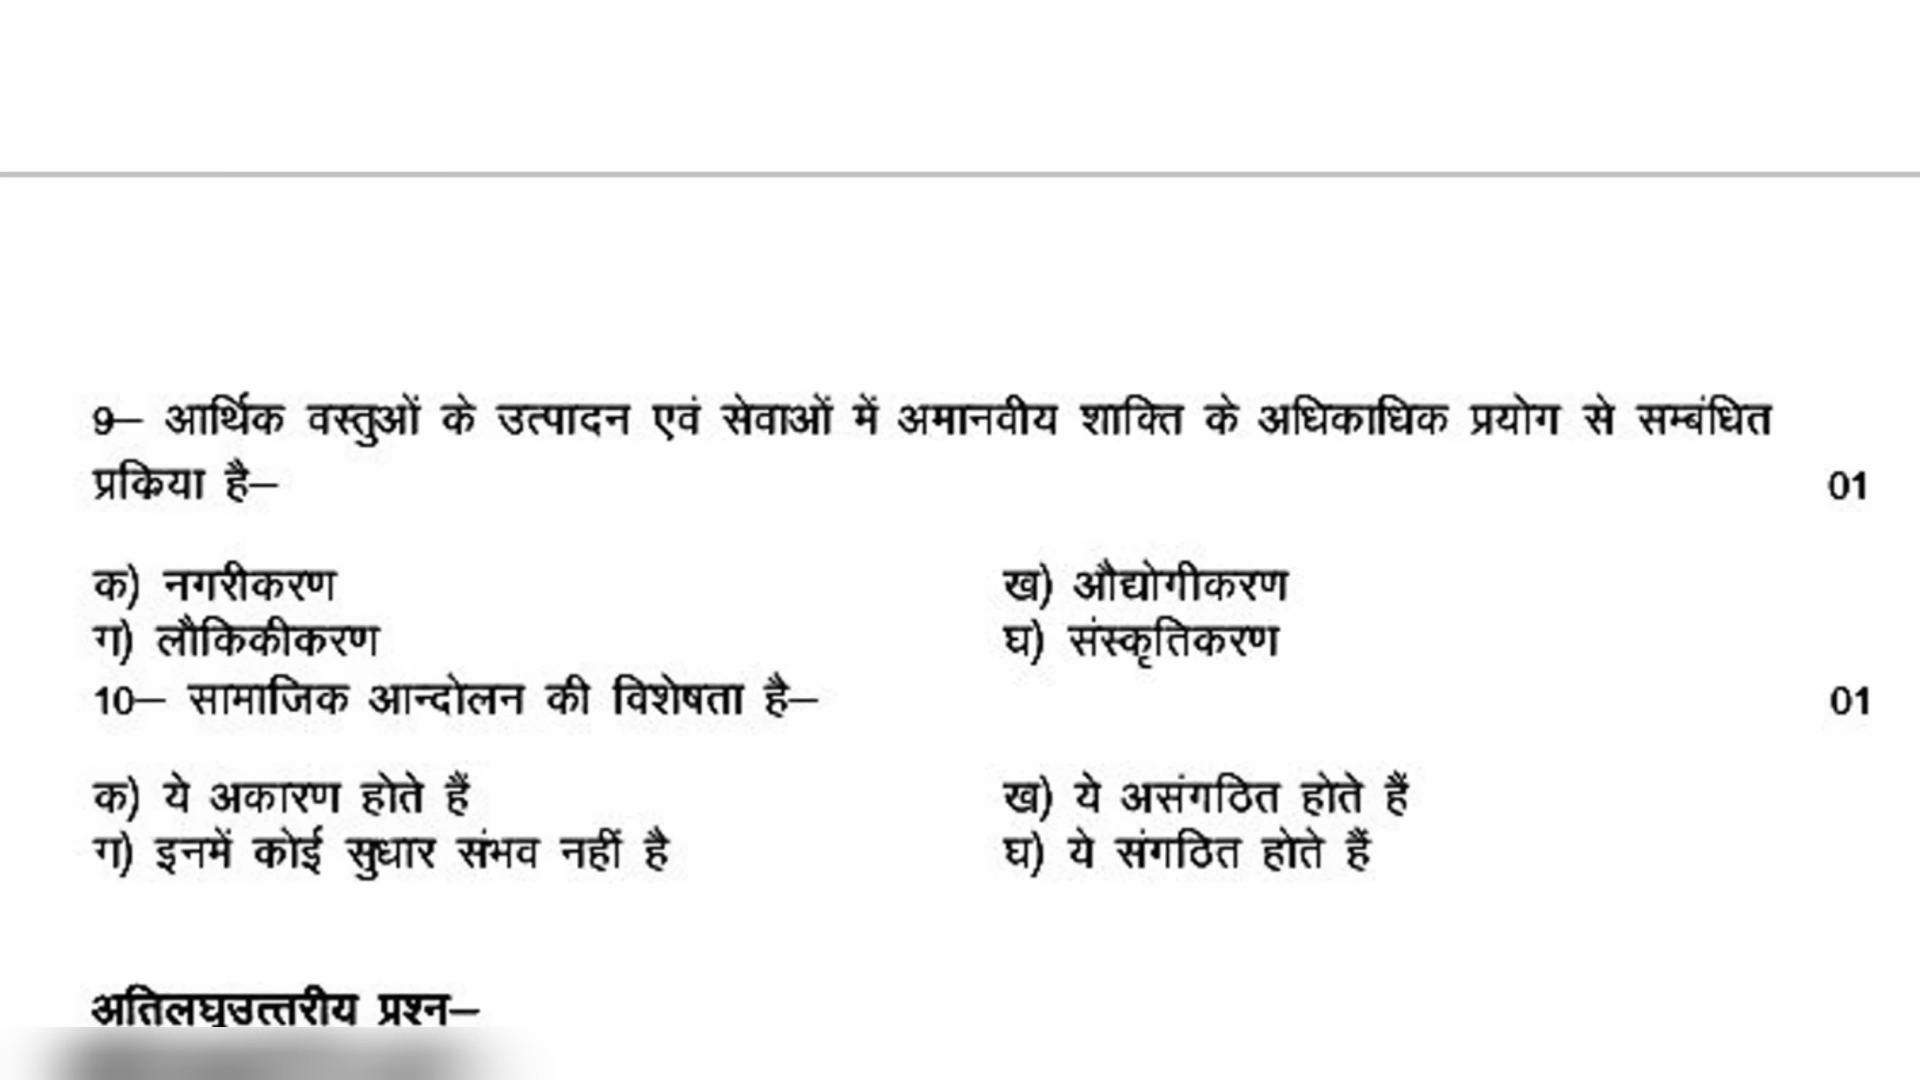 9– आर्थिक वस्तुओं के उत्पादन एवं सेवाओं में अमानवीय शाक्ति के अधिकाधिक प्रयोग से सम्बंधित
प्रकिया है– 01
क) नगरीकरण ख) औद्योगीकरण
ग) लौकिकीकरण घ) संस्कृतिकरण
10– सामाजिक आन्दोलन की विशेषता है– 01
क) ये अकारण होते हैं ख) ये असंगठित होते हैं
ग) इनमें कोई सुधार संभव नहीं है घ) ये संगठित होते हैं
अतिलघुउत्तरीय प्रश्न–